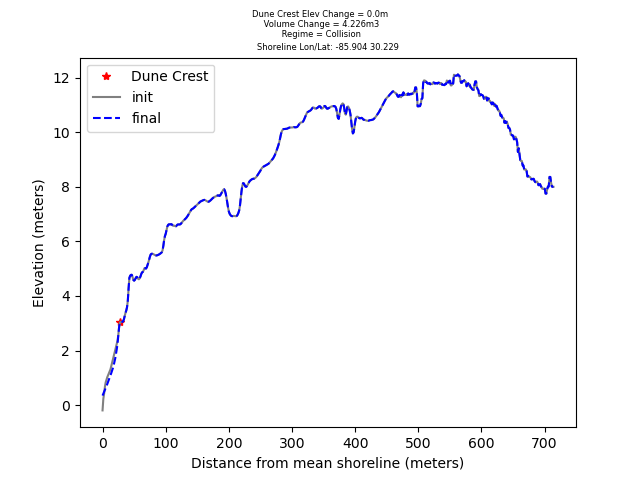 Dune Crest Elev Change = 0.0m
Volume Change = 4.226m3
Regime = Collision
Shoreline Lon/Lat: -85.904 30.229
Dune Crest
init
final
12
10
8
6
4
2
0
Elevation (meters)
0 100 200 300 400 500 600 700
Distance from mean shoreline (meters)